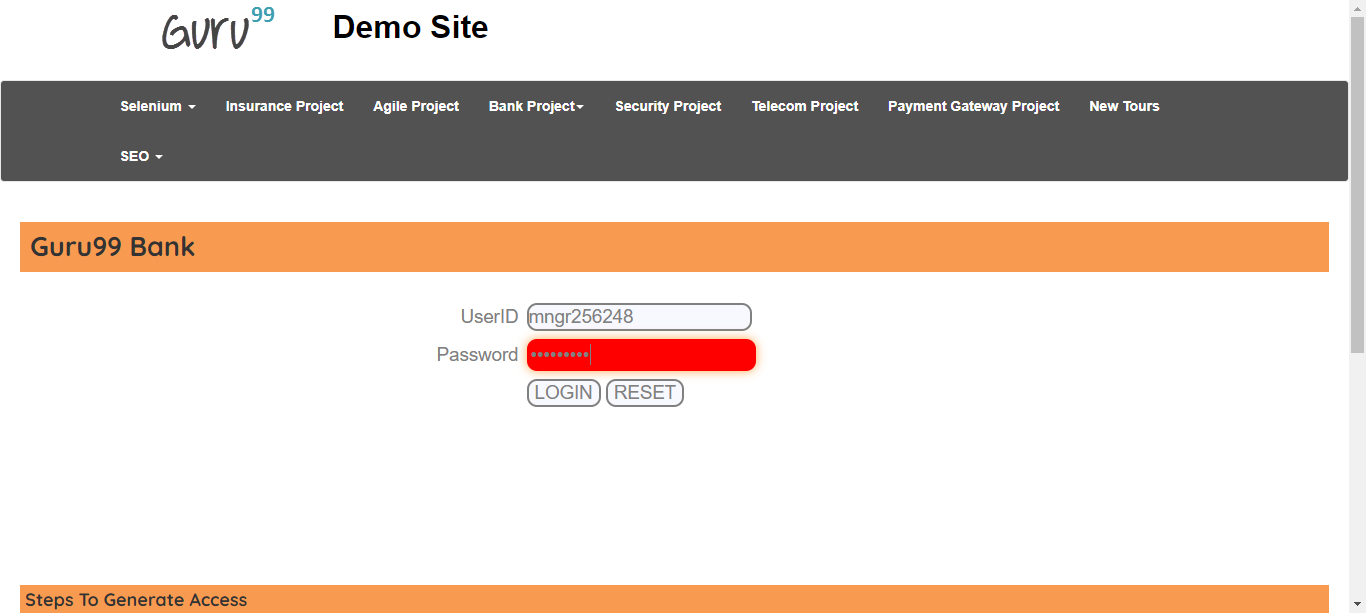 Guru99 Demo Site
Selenium Insurance Project Agile Project Bank Project Security Project Telecom Project Payment Gateway Project New Tours
SEO
Guru99 Bank
UserID mngr256248
Password •••••••••
LOGIN RESET
Steps To Generate Access